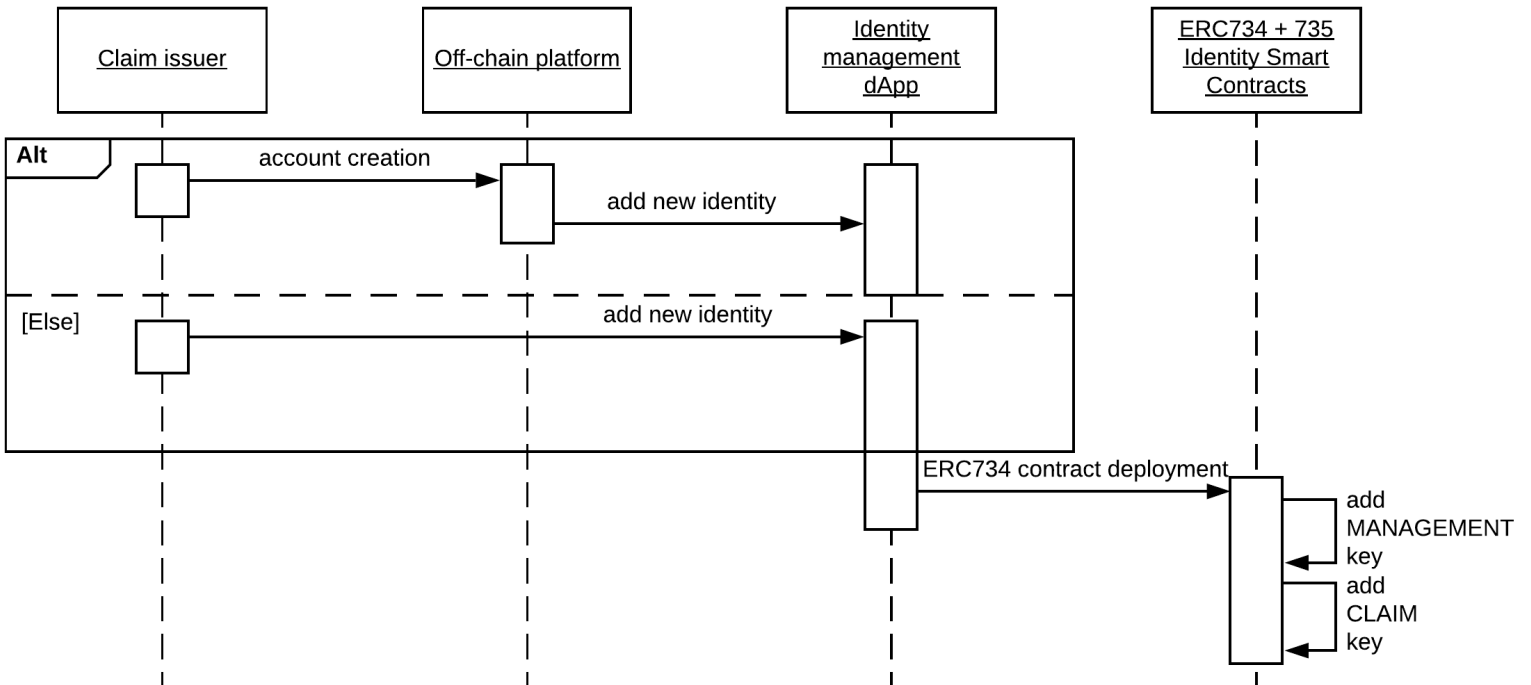 Claim issuer
Off-chain platform
Identity
management
dApp
ERC734 + 735
Identity Smart
Contracts
Alt
account creation
add new identity
[Else]
add new identity
ERC734 contract deployment
add
MANAGEMENT
key
add
CLAIM
key